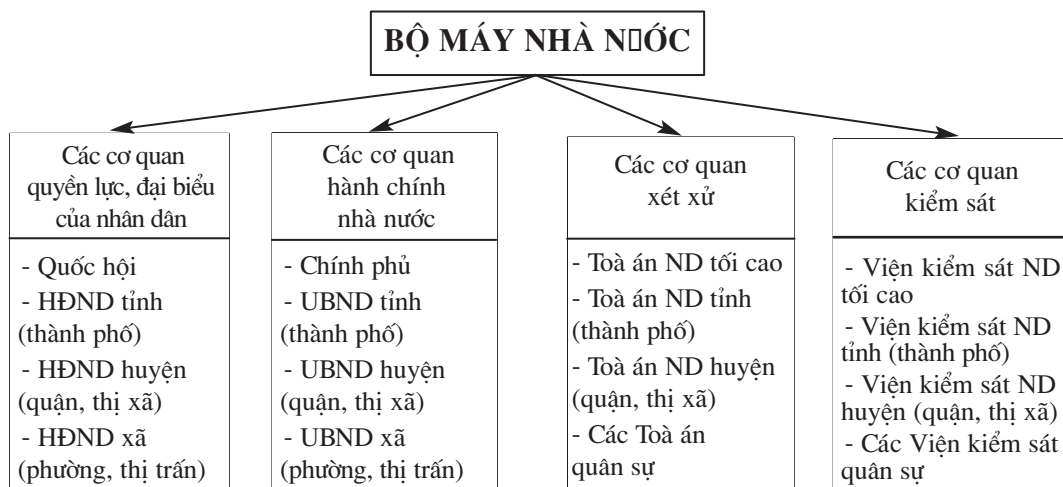 BỘ MÁY NHÀ N□ỚC
Các cơ quan
quyền lực, đại biểu
của nhân dân
- Quốc hội
- HĐND tỉnh
(thành phố)
- HĐND huyện
(quận, thị xã)
- HĐND xã
(phường, thị trấn)
Các cơ quan
hành chính
nhà nước
- Chính phủ
- UBND tỉnh
(thành phố)
- UBND huyện
(quận, thị xã)
- UBND xã
(phường, thị trấn)
Các cơ quan
xét xử
- Toà án ND tối cao
- Toà án ND tỉnh
(thành phố)
- Toà án ND huyện
(quận, thị xã)
- Các Toà án
quân sự
Các cơ quan
kiểm sát
- Viện kiểm sát ND
tối cao
- Viện kiểm sát ND
tỉnh (thành phố)
- Viện kiểm sát ND
huyện (quận, thị xã)
- Các Viện kiểm sát
quân sự